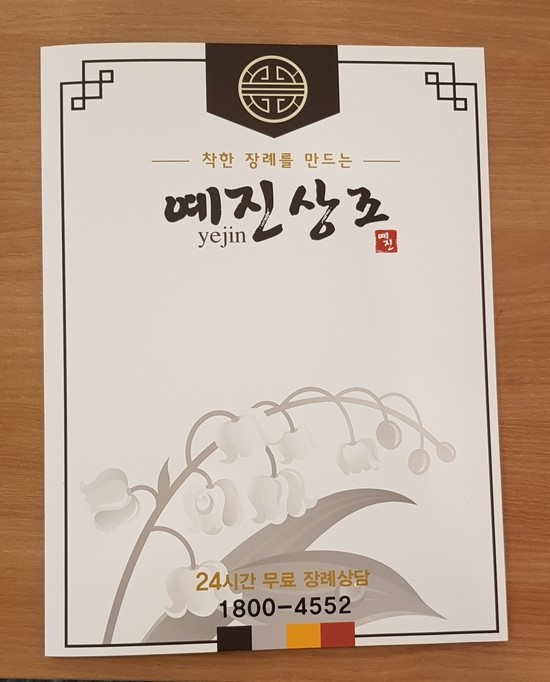 착한 장례를 만드는
예진상조
yejin
예진
24시간 무료 장례상담
1800-4552